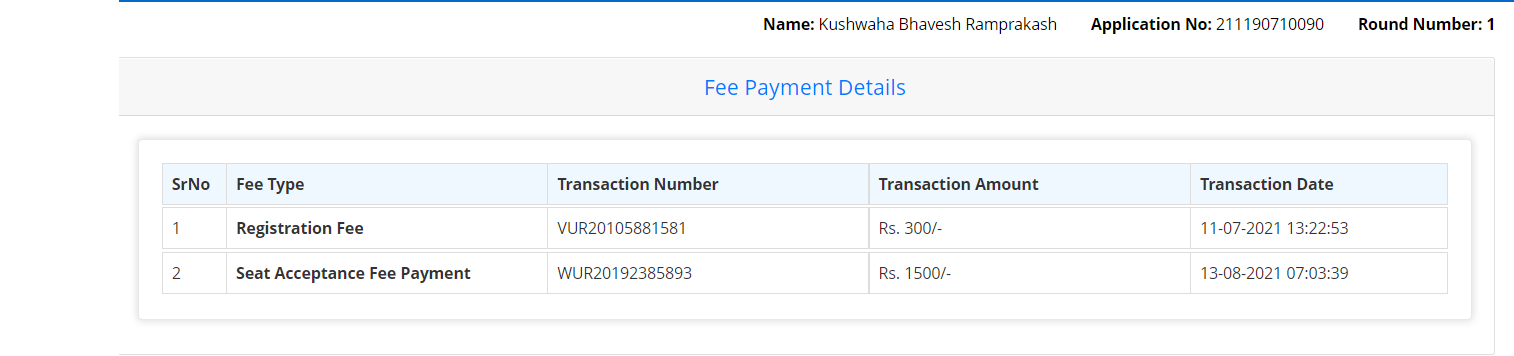 Name: Kushwaha Bhavesh Ramprakash Application No: 211190710090 Round Number: 1
Fee Payment Details
SrNo Fee Type Transaction Number Transaction Amount Transaction Date
1 Registration Fee VUR20105881581 Rs. 300/- 11-07-2021 13:22:53
2 Seat Acceptance Fee Payment WUR20192385893 Rs. 1500/- 13-08-2021 07:03:39